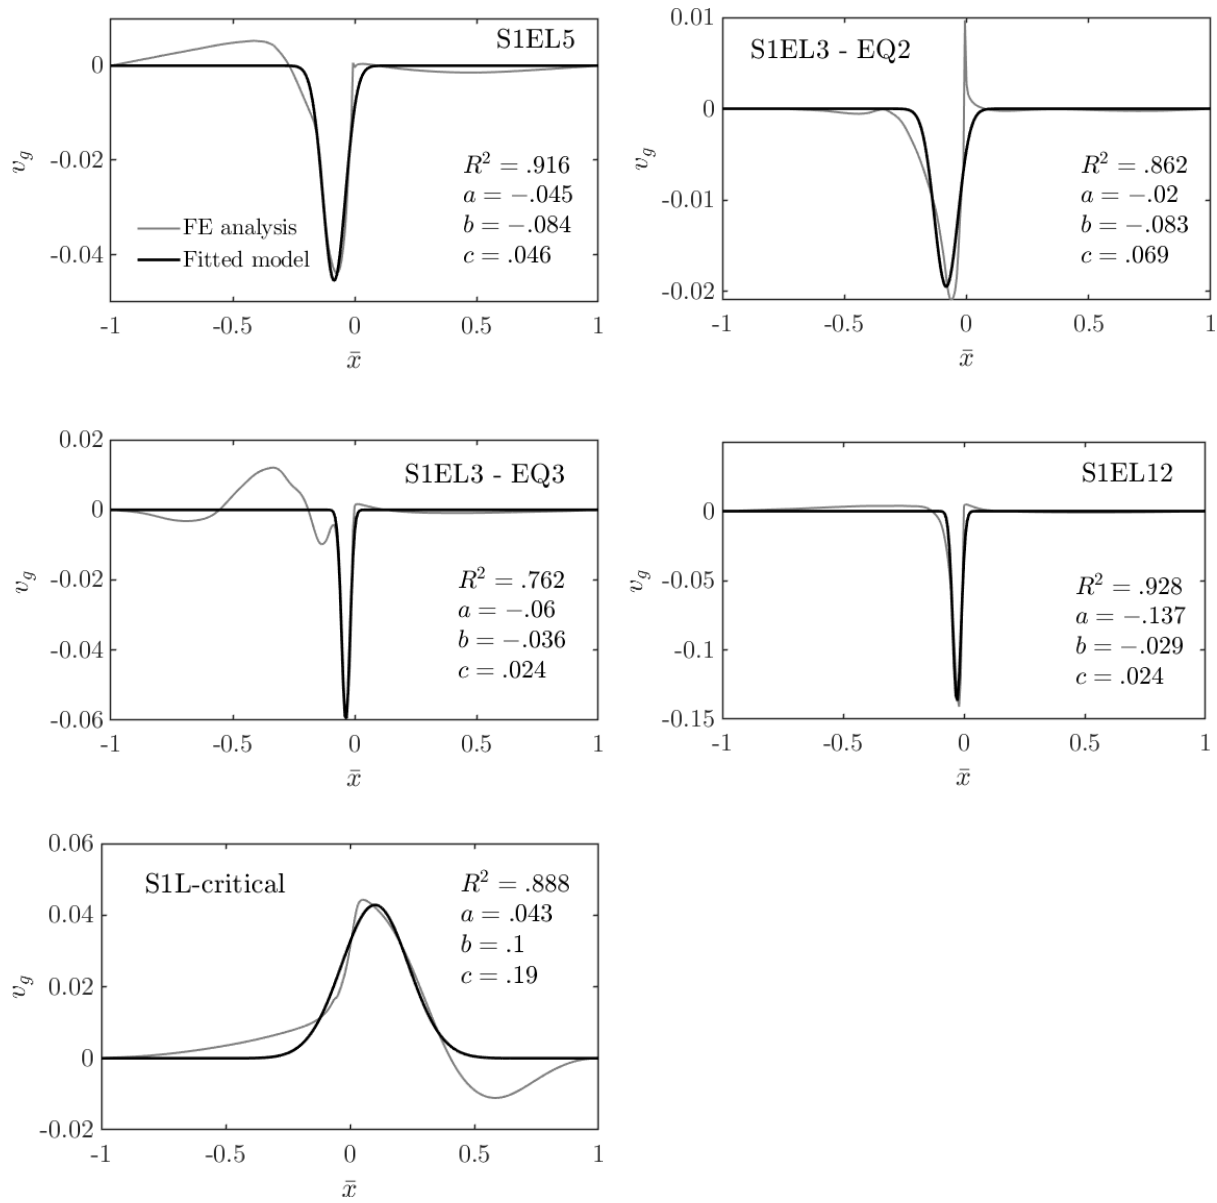 S1EL5
0
-0.02
-0.04
v_g
R² = .916
a = −.045
b = −.084
c = .046
FE analysis
Fitted model
-1 -0.5 0 0.5 1
x̄
S1EL3 - EQ2
0.01
0
-0.01
-0.02
v_g
R² = .862
a = −.02
b = −.083
c = .069
-1 -0.5 0 0.5 1
x̄
S1EL3 - EQ3
0.02
0
-0.02
-0.04
-0.06
v_g
R² = .762
a = −.06
b = −.036
c = .024
-1 -0.5 0 0.5 1
x̄
S1EL12
0
-0.05
-0.1
-0.15
v_g
R² = .928
a = −.137
b = −.029
c = .024
-1 -0.5 0 0.5 1
x̄
S1L-critical
0.06
0.04
0.02
0
-0.02
v_g
R² = .888
a = .043
b = .1
c = .19
-1 -0.5 0 0.5 1
x̄